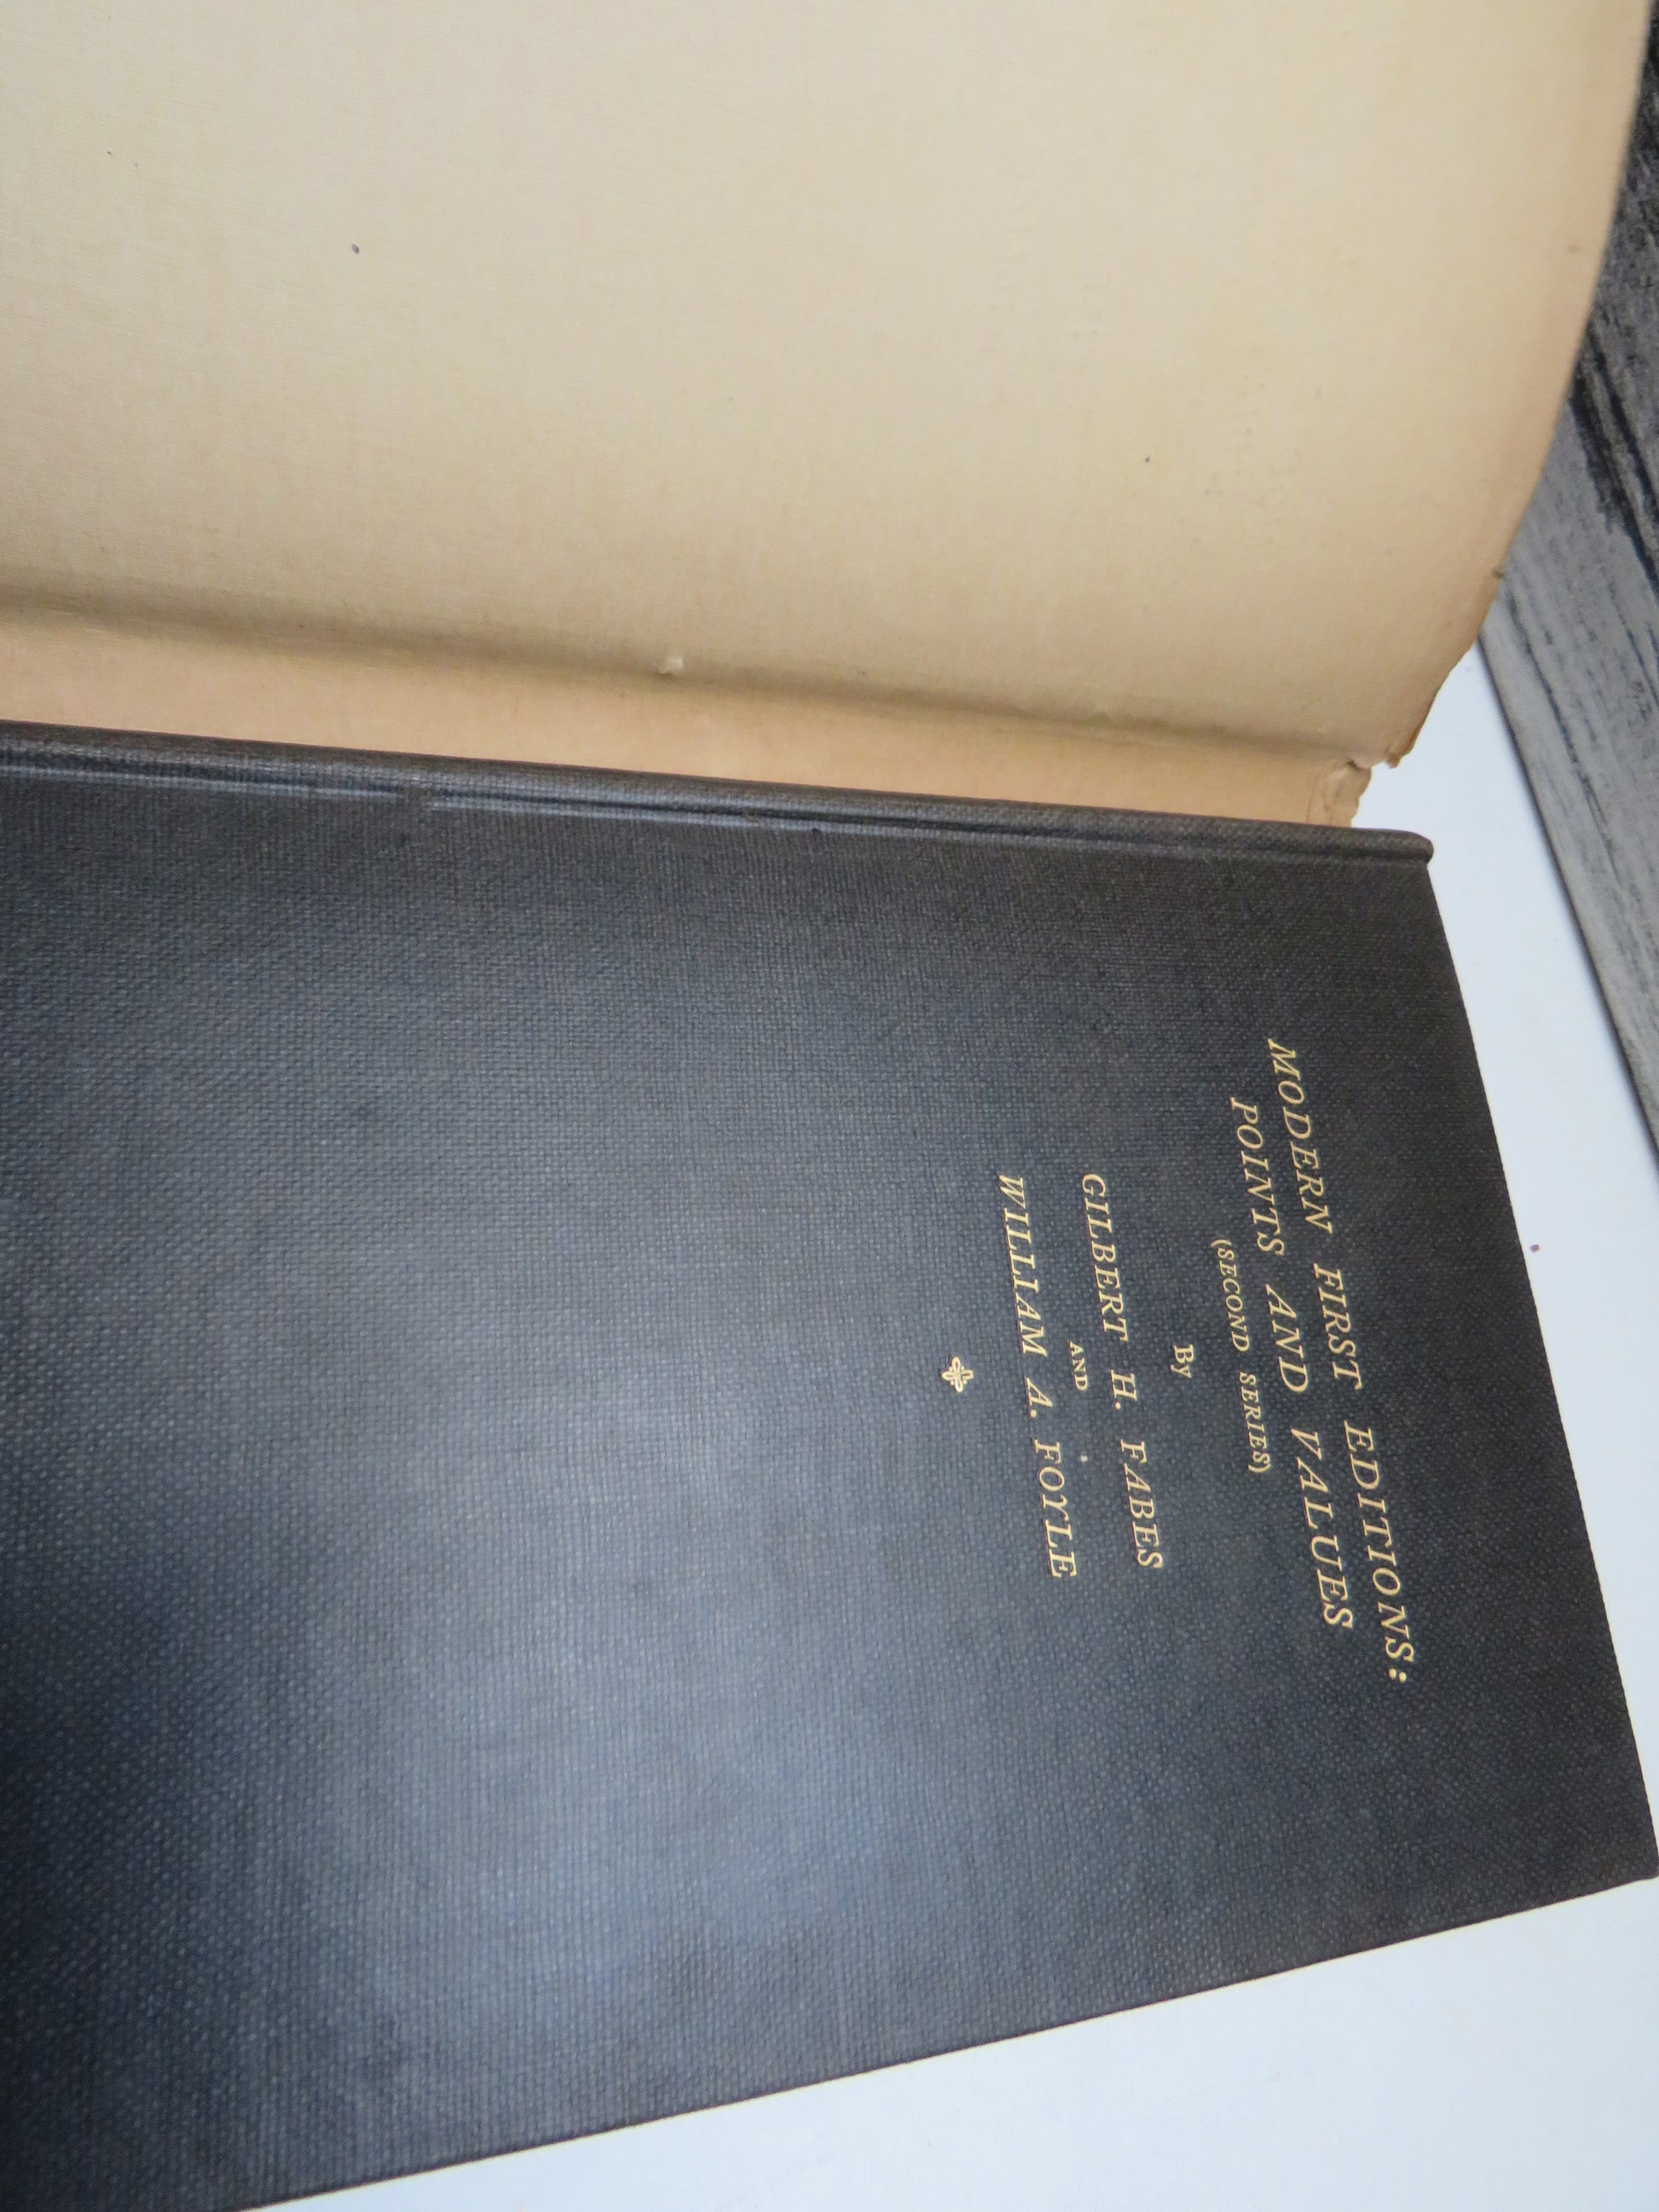 MODERN FIRST EDITIONS:
POINTS AND VALUES
(SECOND SERIES)
By
GILBERT H. FABES
AND
WILLIAM A. FOYLE